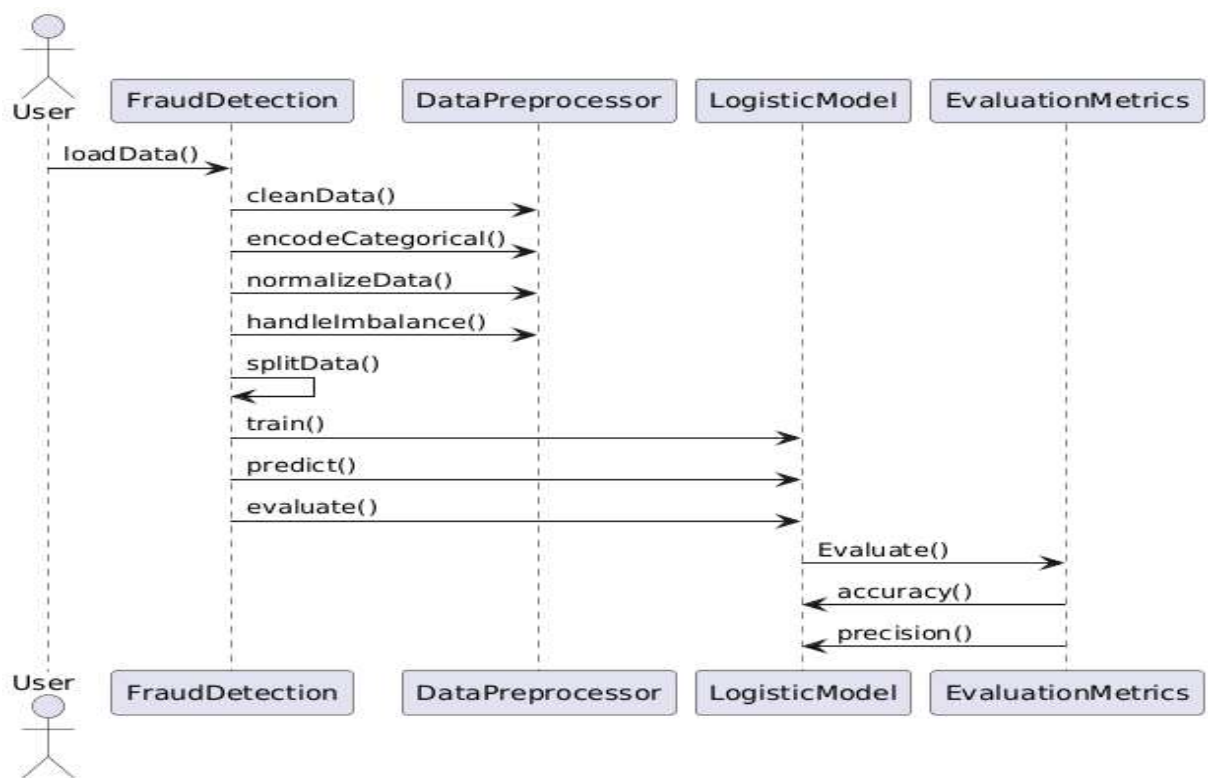 User
FraudDetection
DataPreprocessor
LogisticModel
EvaluationMetrics
loadData()
cleanData()
encodeCategorical()
normalizeData()
handleImbalance()
splitData()
train()
predict()
evaluate()
Evaluate()
accuracy()
precision()
User
FraudDetection
DataPreprocessor
LogisticModel
EvaluationMetrics